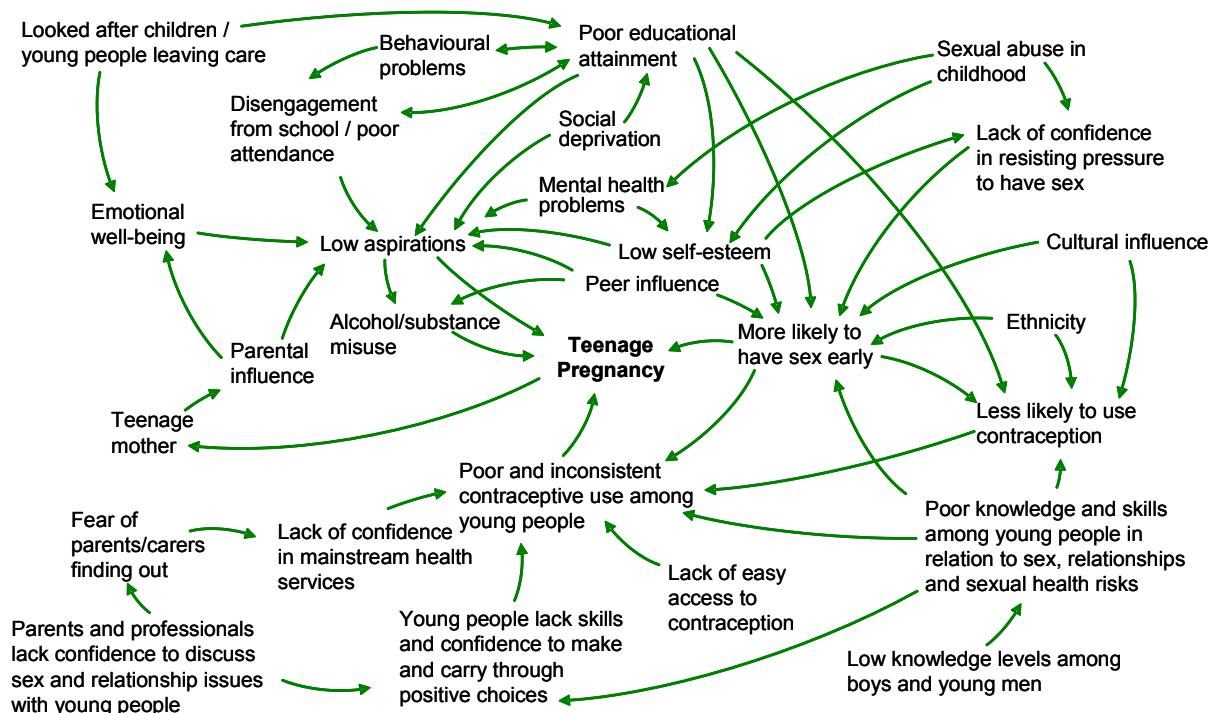 Looked after children /
young people leaving care
Behavioural
problems
Poor educational
attainment
Sexual abuse in
childhood
Disengagement
from school / poor
attendance
Social
deprivation
Lack of confidence
in resisting pressure
to have sex
Mental health
problems
Emotional
well-being
Low aspirations
Low self-esteem
Cultural influence
Peer influence
Alcohol/substance
misuse
Ethnicity
More likely to
have sex early
Teenage
Pregnancy
Parental
influence
Less likely to use
contraception
Teenage
mother
Poor and inconsistent
contraceptive use among
young people
Poor knowledge and skills
among young people in
relation to sex, relationships
and sexual health risks
Fear of
parents/carers
finding out
Lack of confidence
in mainstream health
services
Lack of easy
access to
contraception
Young people lack skills
and confidence to make
and carry through
positive choices
Parents and professionals
lack confidence to discuss
sex and relationship issues
with young people
Low knowledge levels among
boys and young men